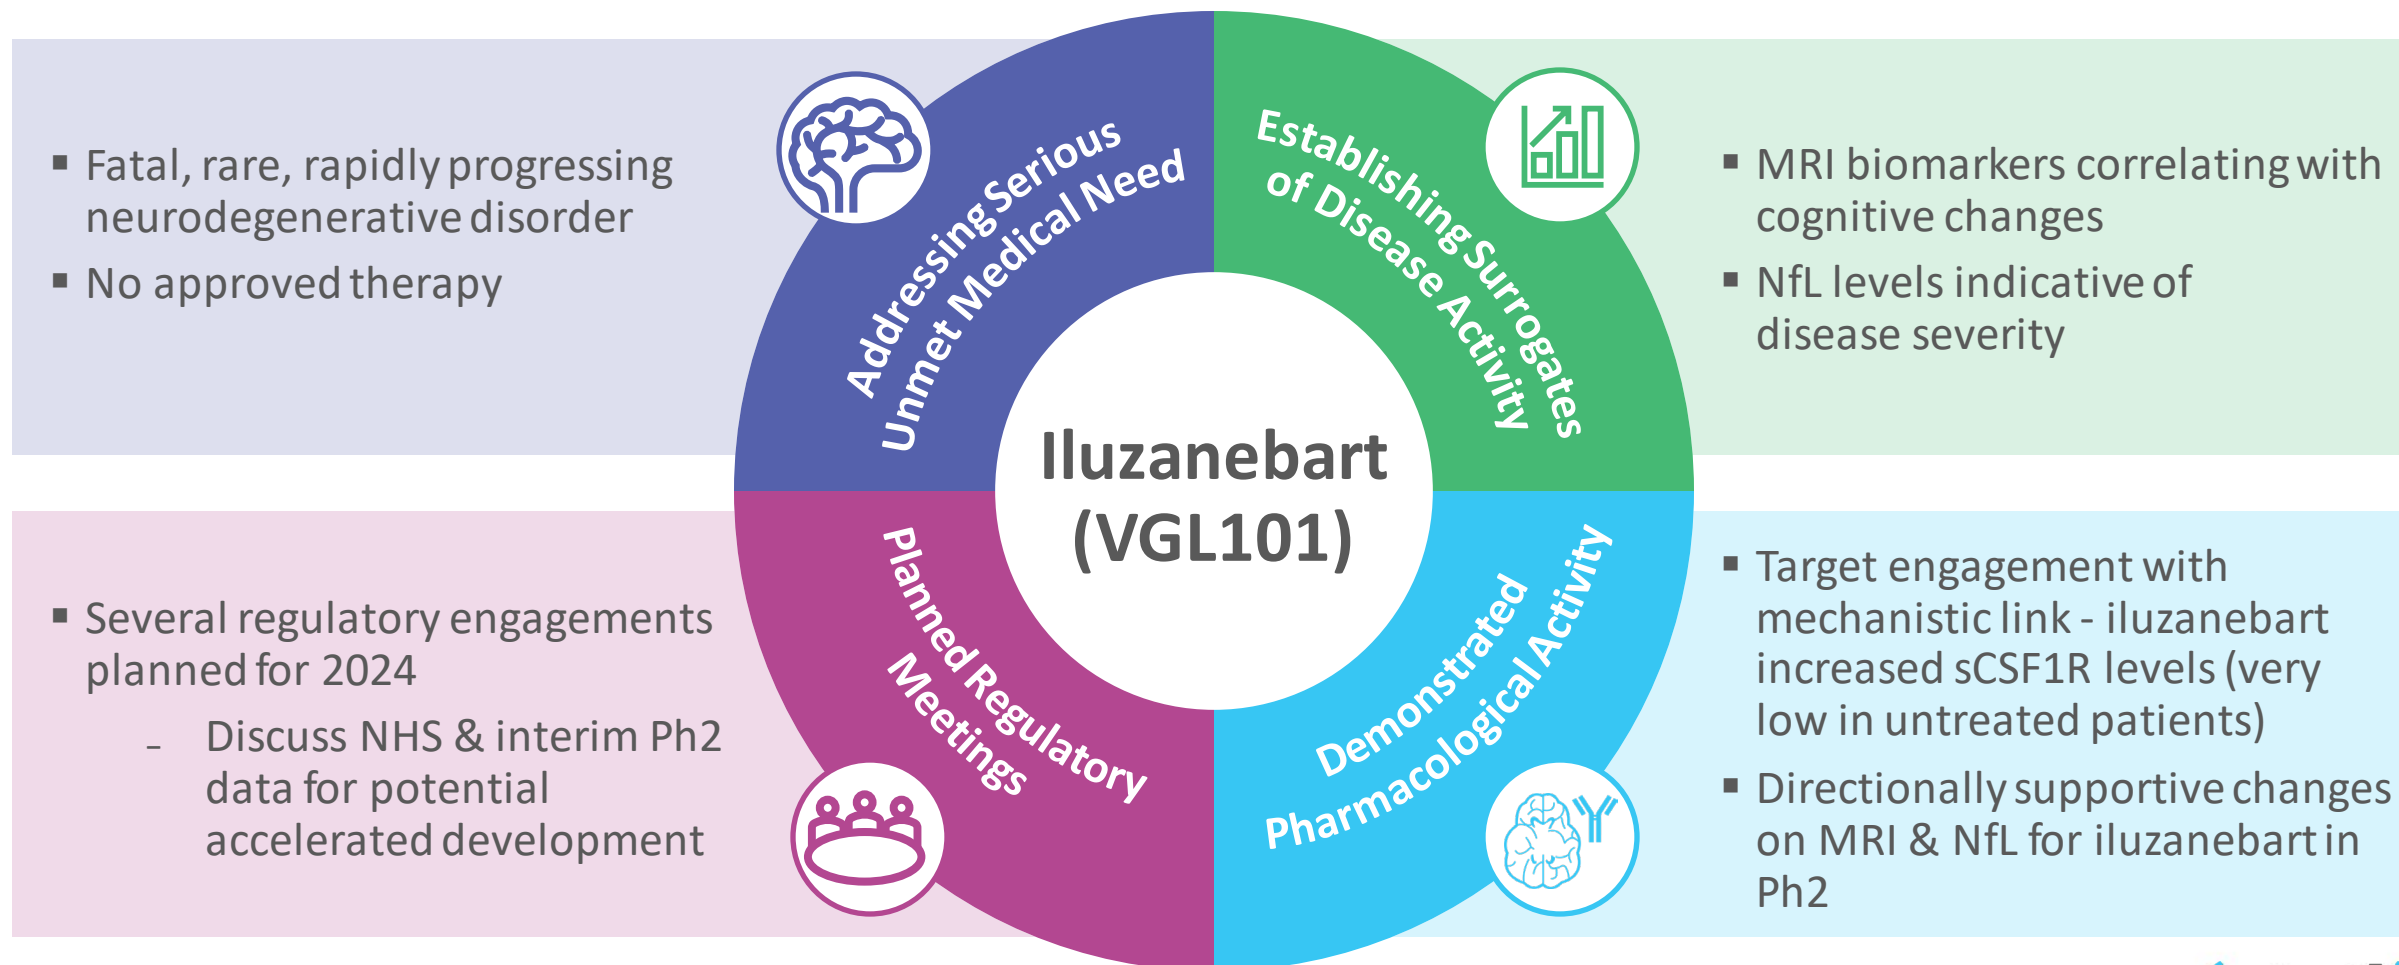 ▪ Fatal, rare, rapidly progressing
neurodegenerative disorder
▪ No approved therapy
Addressing Serious
Unmet Medical Need
Establishing Surrogates
of Disease Activity
▪ MRI biomarkers correlating with
cognitive changes
▪ NfL levels indicative of
disease severity
Iluzanebart
(VGL101)
▪ Several regulatory engagements
planned for 2024
- Discuss NHS & interim Ph2
data for potential
accelerated development
Planned Regulatory
Meetings
Demonstrated
Pharmacological Activity
▪ Target engagement with
mechanistic link - iluzanebart
increased sCSF1R levels (very
low in untreated patients)
▪ Directionally supportive changes
on MRI & NfL for iluzanebart in
Ph2